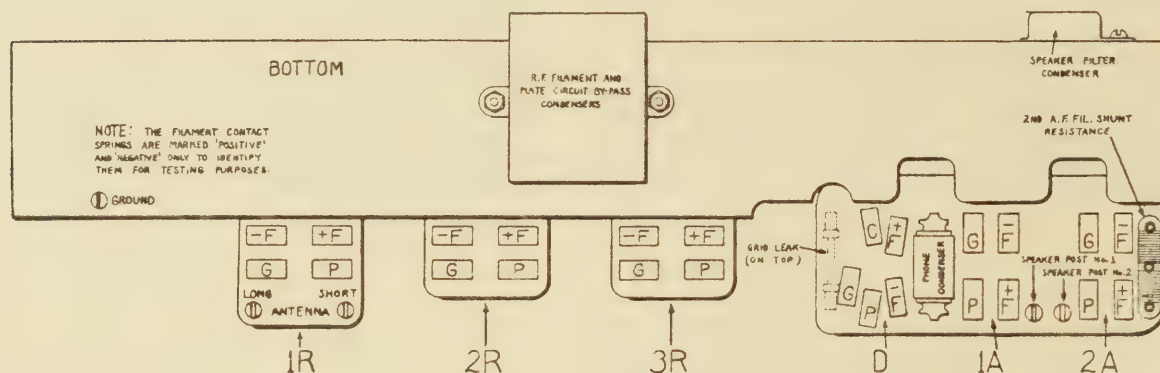 BOTTOM
R.F. FILAMENT AND
PLATE CIRCUIT BY-PASS
CONDENSERS
SPEAKER FILTER
CONDENSER
NOTE: THE FILAMENT CONTACT
SPRINGS ARE MARKED 'POSITIVE'
AND 'NEGATIVE' ONLY TO IDENTIFY
THEM FOR TESTING PURPOSES.
GROUND
2ND A.F. FIL. SHUNT
RESISTANCE
-F +F
G P
LONG SHORT
ANTENNA
-F +F
G P
-F +F
G P
GRID LEAK
(ON TOP)
C +F
G P -F
PHONE
CONDENSER
G -F
P +F
SPEAKER POST No.1
SPEAKER POST No.2
G -F
P +F
1R 2R 3R D 1A 2A